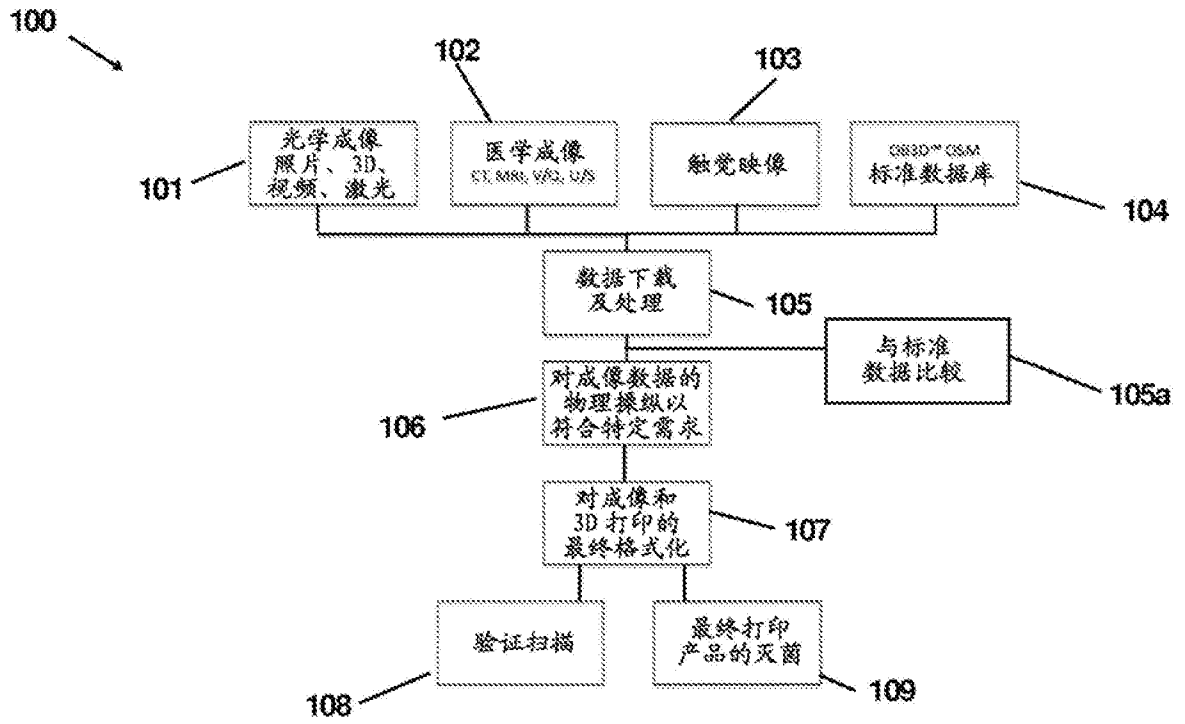 100
102
103
光学成像
照片、3D、
视频、激光
医学成像
CT, MRI, V/Q, U/S
触觉映像
标准数据库
101
104
数据下载
及处理
105
与标准
数据比较
105a
对成像数据的
物理操纵以
符合特定需求
106
对成像和
3D 打印的
最终格式化
107
验证扫描
最终打印
产品的灭菌
108
109